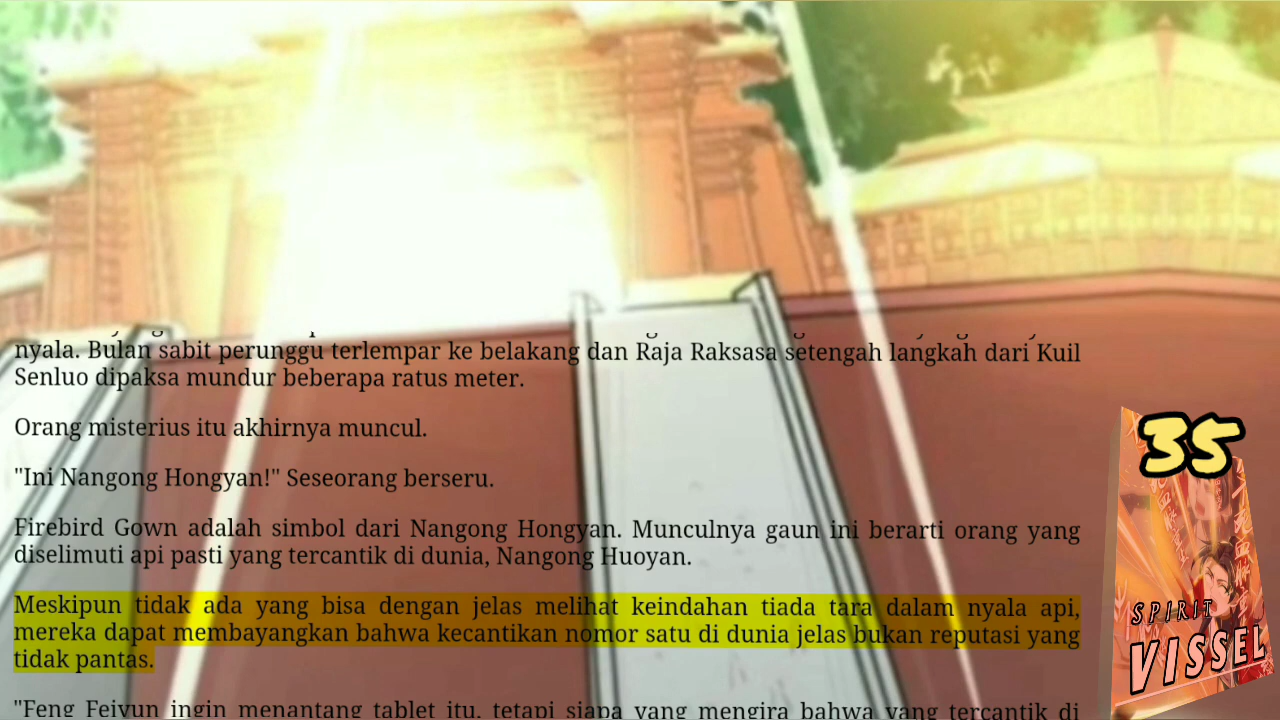 nyala. Bulan sabit perunggu terlempar ke belakang dan Raja Raksasa setengah langkah dari Kuil
Senluo dipaksa mundur beberapa ratus meter.
Orang misterius itu akhirnya muncul.
"Ini Nangong Hongyan!" Seseorang berseru.
Firebird Gown adalah simbol dari Nangong Hongyan. Munculnya gaun ini berarti orang yang
diselimuti api pasti yang tercantik di dunia, Nangong Huoyan.
Meskipun tidak ada yang bisa dengan jelas melihat keindahan tiada tara dalam nyala api,
mereka dapat membayangkan bahwa kecantikan nomor satu di dunia jelas bukan reputasi yang
tidak pantas.
"Feng Feiyun ingin menantang tablet itu, tetapi siapa yang mengira bahwa yang tercantik di
35
SPIRIT
VISSEL